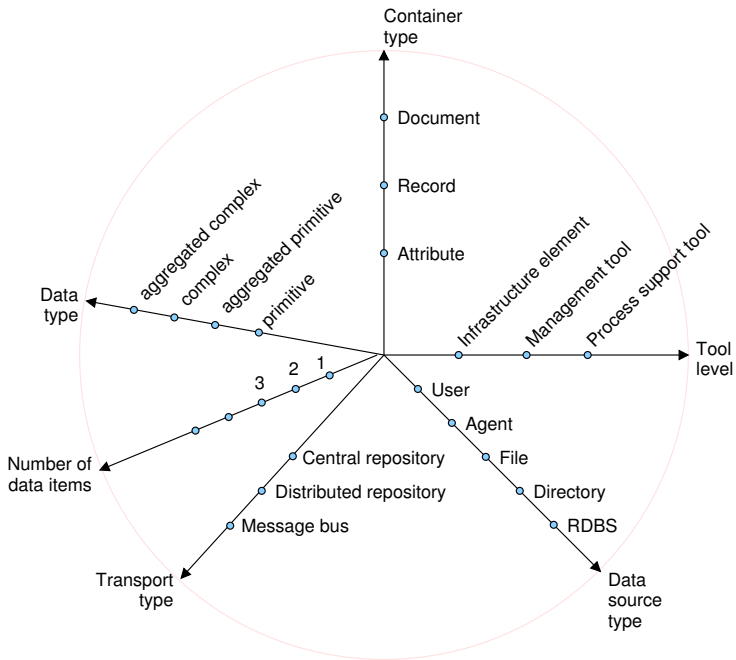 Container
type
Document
Record
Attribute
aggregated complex
complex
aggregated primitive
primitive
Data
type
Infrastructure element
Management tool
Process support tool
Tool
level
1
2
3
Number of
data items
User
Agent
File
Directory
RDBS
Data
source
type
Central repository
Distributed repository
Message bus
Transport
type